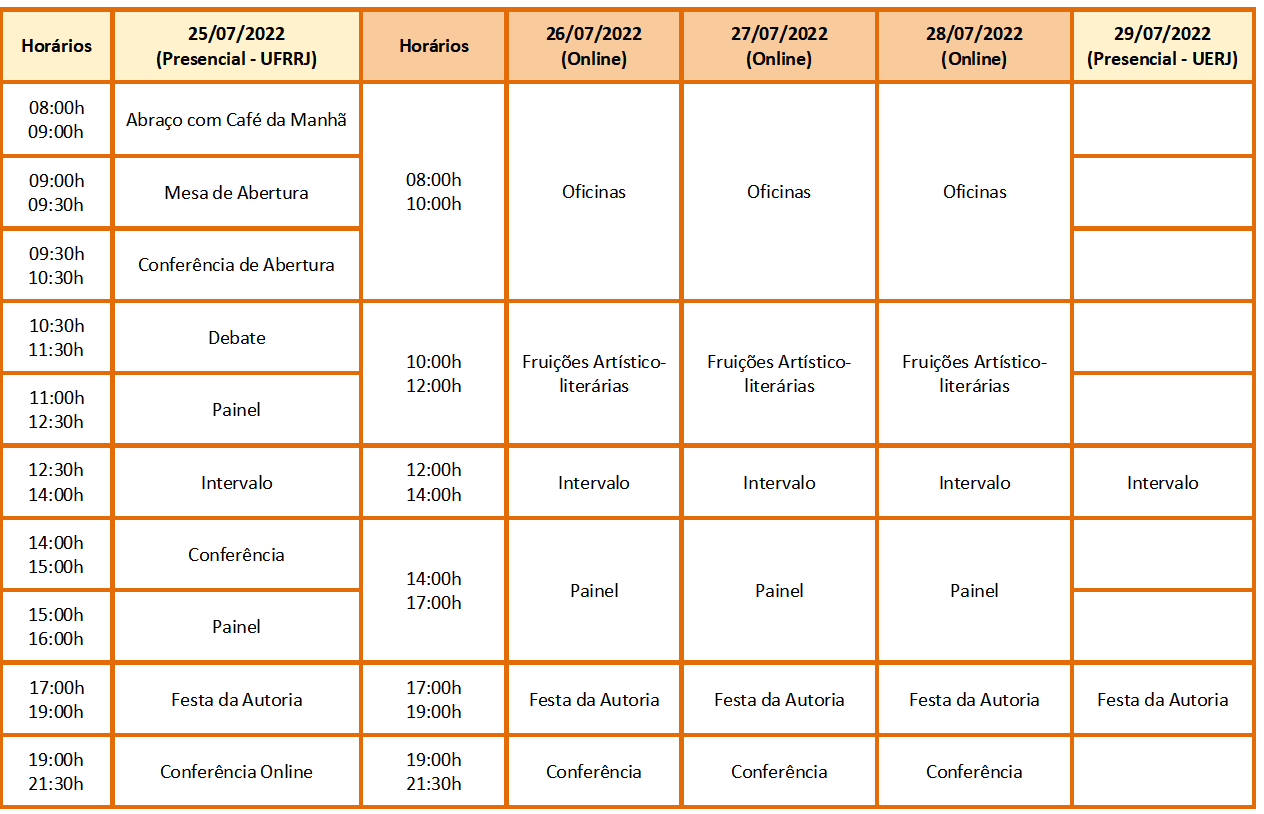 Horários
25/07/2022
(Presencial - UFRRJ)
Horários
26/07/2022
(Online)
27/07/2022
(Online)
28/07/2022
(Online)
29/07/2022
(Presencial - UERJ)
08:00h
09:00h
Abraço com Café da Manhã
08:00h
10:00h
Oficinas
Oficinas
Oficinas
09:00h
09:30h
Mesa de Abertura
09:30h
10:30h
Conferência de Abertura
10:30h
11:30h
Debate
10:00h
12:00h
Fruições Artístico-
literárias
Fruições Artístico-
literárias
Fruições Artístico-
literárias
11:00h
12:30h
Painel
12:30h
14:00h
Intervalo
12:00h
14:00h
Intervalo
Intervalo
Intervalo
Intervalo
14:00h
15:00h
Conferência
14:00h
17:00h
Painel
Painel
Painel
15:00h
16:00h
Painel
17:00h
19:00h
Festa da Autoria
17:00h
19:00h
Festa da Autoria
Festa da Autoria
Festa da Autoria
Festa da Autoria
19:00h
21:30h
Conferência Online
19:00h
21:30h
Conferência
Conferência
Conferência